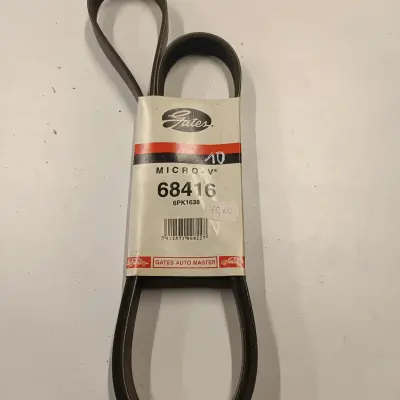 Gates
10
MICRO-V®
68416
6PK1638
GATES AUTO MASTER